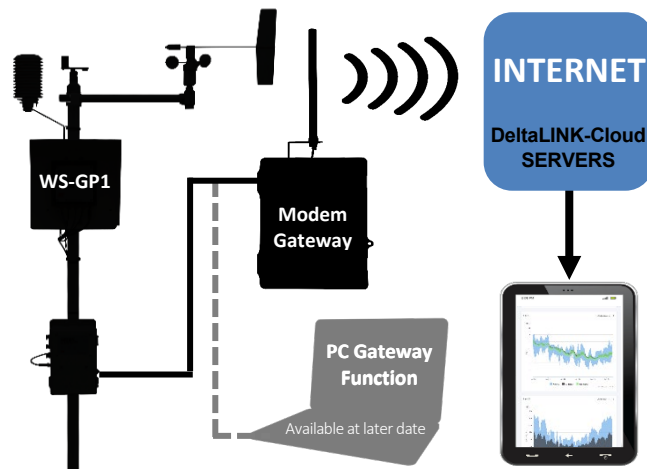 WS-GP1
Modem
Gateway
INTERNET
DeltaLINK-Cloud
SERVERS
PC Gateway
Function
Available at later date